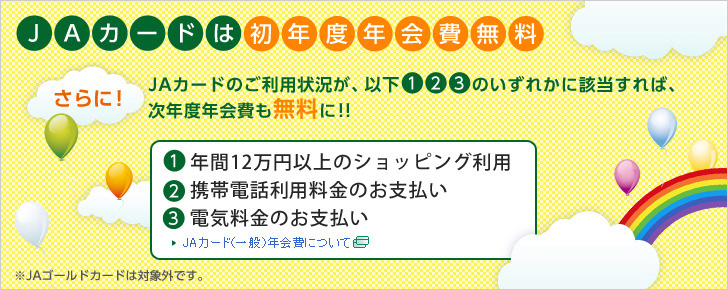 JAカードは初年度年会費無料
さらに!
JAカードのご利用状況が、以下❶❷❸のいずれかに該当すれば、
次年度年会費も無料に!!
❶ 年間12万円以上のショッピング利用
❷ 携帯電話利用料金のお支払い
❸ 電気料金のお支払い
JAカード(一般)年会費について
※JAゴールドカードは対象外です。